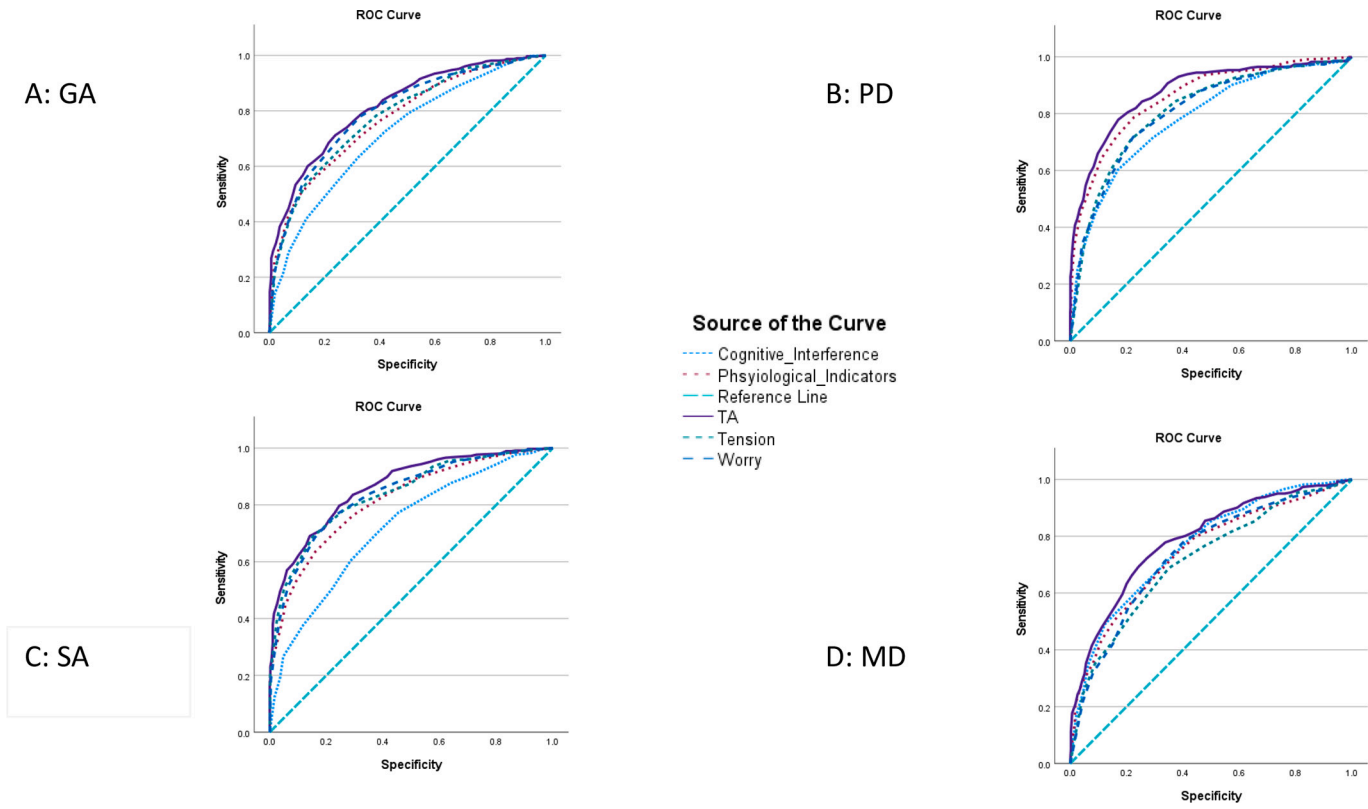 A: GA
ROC Curve
Sensitivity
1.0
0.8
0.6
0.4
0.2
0.0
0.0 0.2 0.4 0.6 0.8 1.0
Specificity
B: PD
ROC Curve
Sensitivity
1.0
0.8
0.6
0.4
0.2
0.0
0.0 0.2 0.4 0.6 0.8 1.0
Specificity
Source of the Curve
Cognitive_Interference
Phsyiological_Indicators
Reference Line
TA
Tension
Worry
C: SA
ROC Curve
Sensitivity
1.0
0.8
0.6
0.4
0.2
0.0
0.0 0.2 0.4 0.6 0.8 1.0
Specificity
D: MD
ROC Curve
Sensitivity
1.0
0.8
0.6
0.4
0.2
0.0
0.0 0.2 0.4 0.6 0.8 1.0
Specificity